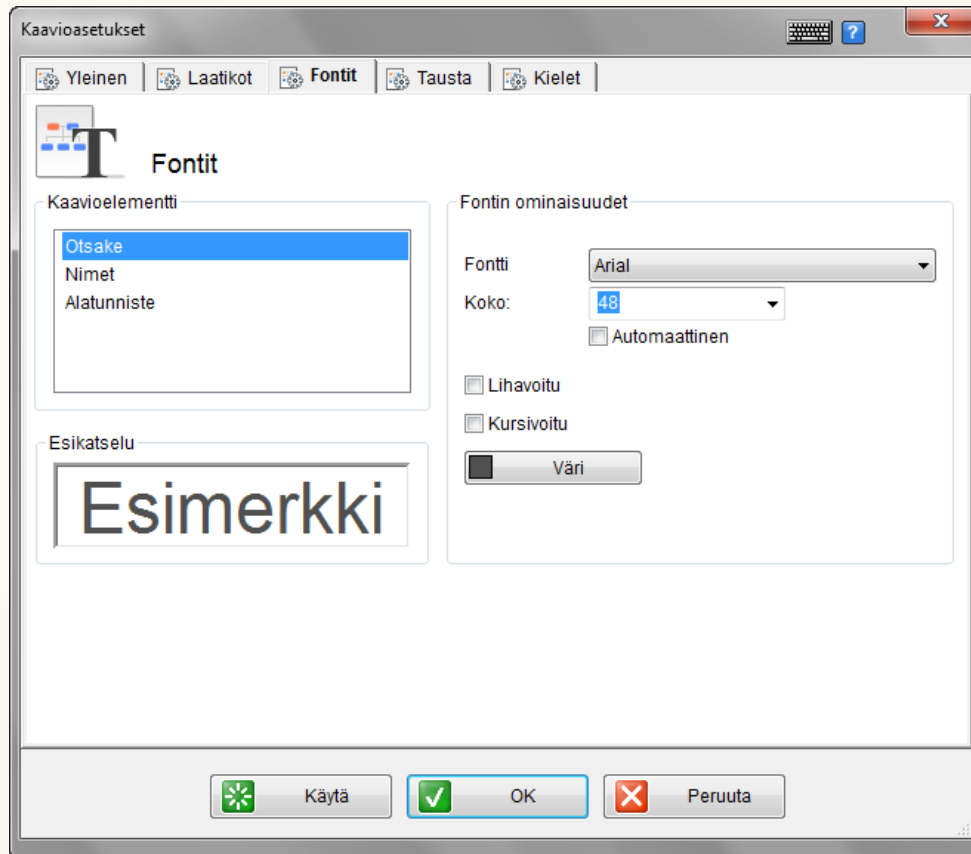 Kaavioasetukset
?
Yleinen
Laatikot
Fontit
Tausta
Kielet
T
Fontit
Kaavioelementti
Otsake
Nimet
Alatunniste
Esikatselu
Esimerkki
Fontin ominaisuudet
Fontti
Arial
Koko:
48
Automaattinen
Lihavoitu
Kursivoitu
Väri
Käytä
OK
Peruuta